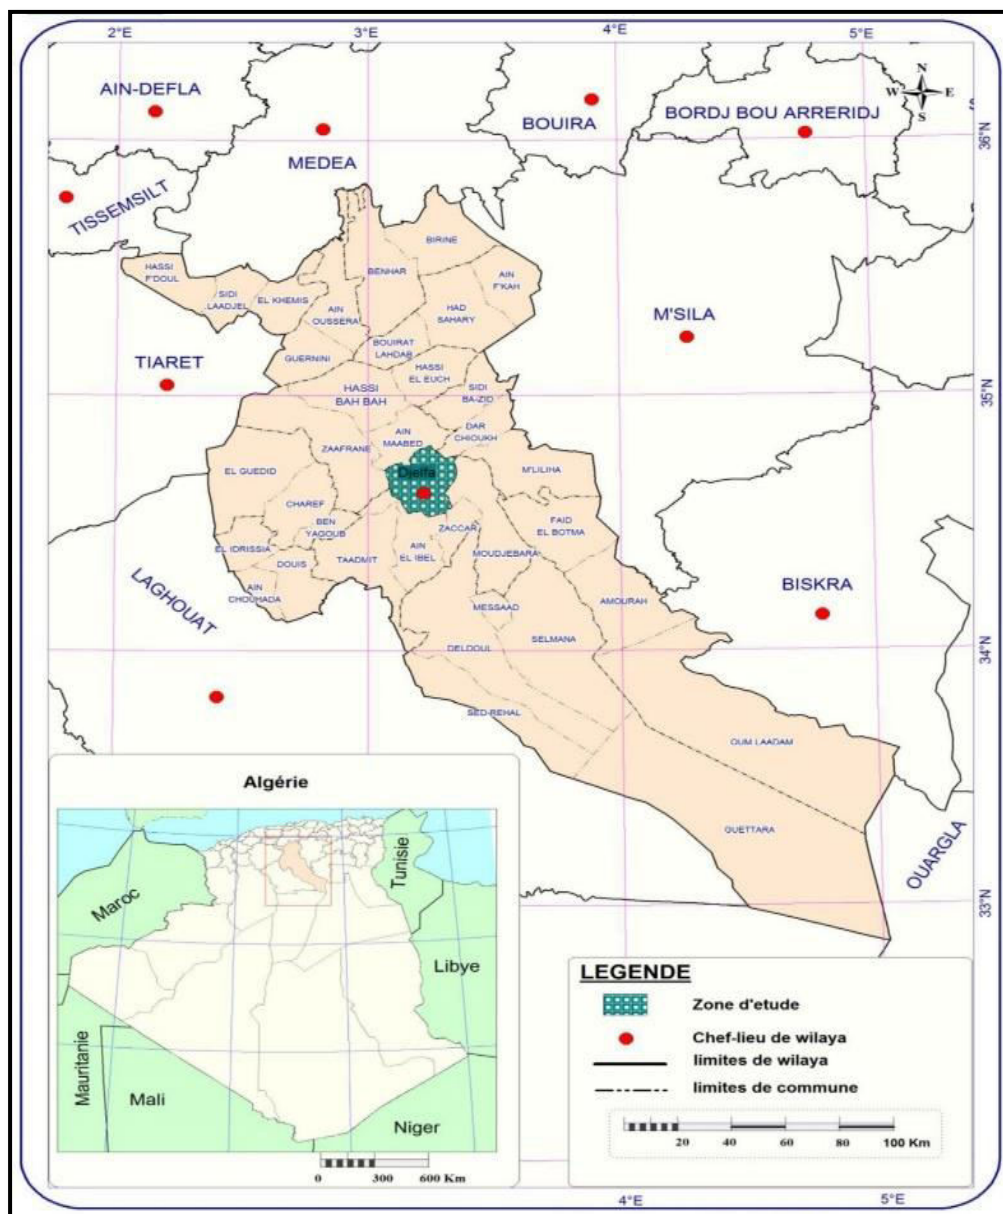 2°E
3°E
4°E
5°E
AIN-DEFLA
BOUIRA
BORDJ BOU ARRERIDJ
N
W E
S
S
36°N
MEDEA
TISSEMSILT
BIRINE
HASSI
F'DOUL
BENHAR
AIN
F'KAH
SIDI
LAADJEL
EL KHEMIS
AIN
OUSSERA
HAD
SAHARY
M'SILA
TIARET
GUERNINI
BOUIRAT
LAHDAB
HASSI
EL EUCH
HASSI
BAH BAH
SIDI
BA-ZID
35°N
AIN
MAABED
DAR
CHIOUKH
ZAAFRANE
EL GUEDID
Djelfa
M'LILIHA
CHAREF
BEN
YAGOUB
ZACCAR
FAID
EL BOTMA
EL IDRISSIA
DOUIS
TAADMIT
AIN
EL IBEL
MOUDJEBARA
AIN
CHOUHADA
LAGHOUAT
BISKRA
MESSAAD
AMOURAH
DELDOUL
SELMANA
34°N
SED-REHAL
OUM LAADAM
GUETTARA
OUARGLA
33°N
Algérie
Maroc
Tunisie
Libye
Mauritanie
Mali
Niger
0 300 600 Km
LEGENDE
Zone d'etude
Chef-lieu de wilaya
limites de wilaya
limites de commune
20 40 60 80 100 Km
4°E
5°E